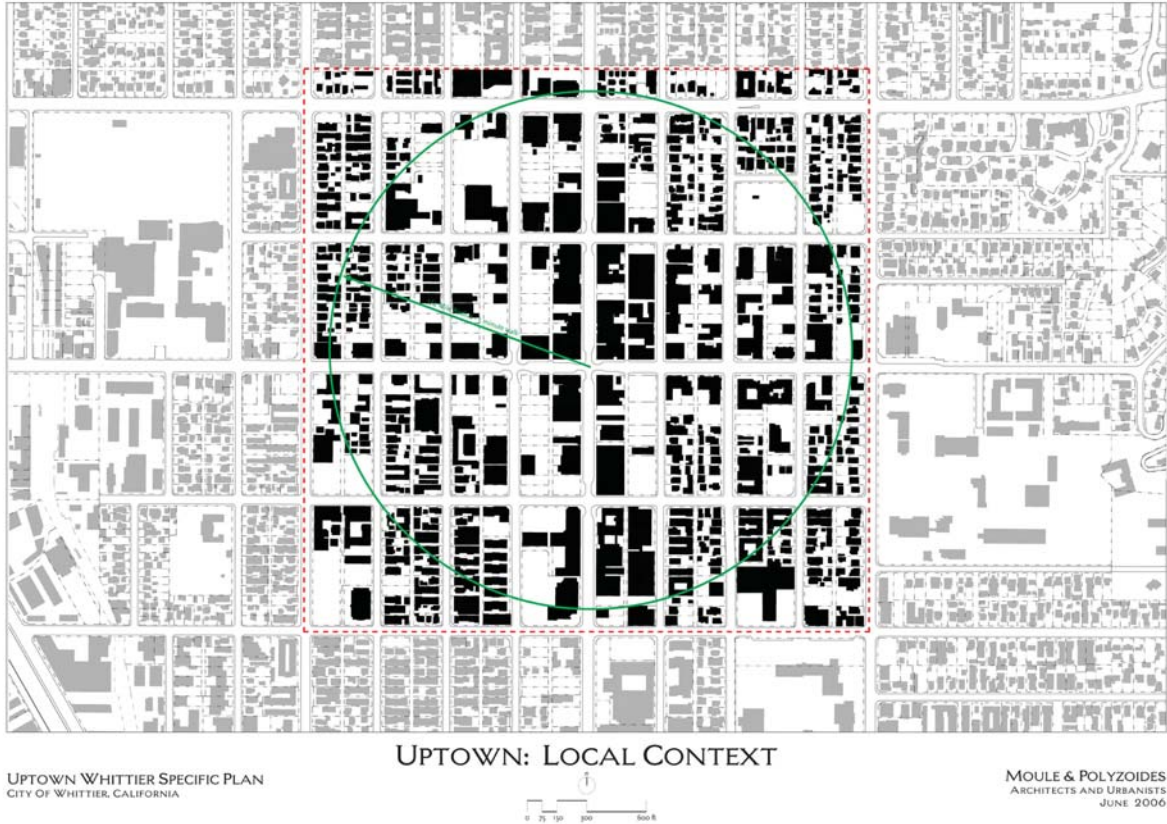 UPTOWN: LOCAL CONTEXT
UPTOWN WHITTIER SPECIFIC PLAN
CITY OF WHITTIER, CALIFORNIA
0 75 150 300 600 ft
MOULE & POLYZOIDES
ARCHITECTS AND URBANISTS
JUNE 2006